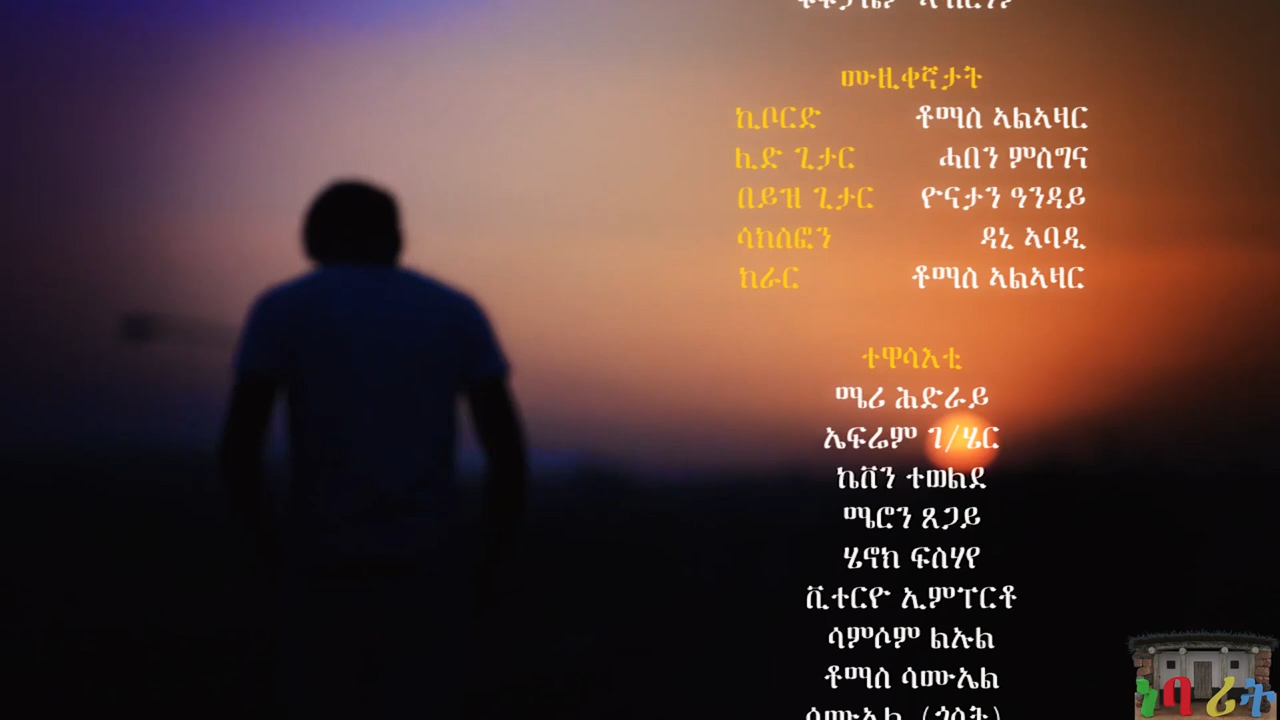 ሙዚቀኛታት
ኪቦርድ ቶማስ ኣልኣዛር
ሊድ ጊታር ሓበን ምስግና
በይዝ ጊታር ዮናታን ዓንዳይ
ሳክስፎን ዳኒ ኣባዲ
ክራር ቶማስ ኣልኣዛር
ተዋሳእቲ
ሜሪ ሕድራይ
ኤፍሬም ገ/ሄር
ኬቨን ተወልደ
ሜሮን ጸጋይ
ሄኖክ ፍስሃየ
ቪተርዮ ኢምፐርቶ
ሳምሶም ልኡል
ቶማስ ሳሙኤል
ነባሪት